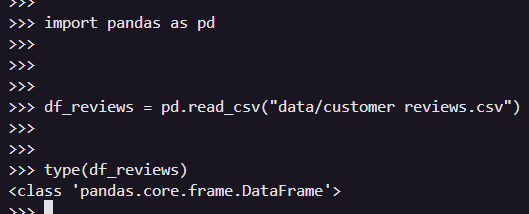 >>>
>>> import pandas as pd
>>>
>>>
>>>
>>> df_reviews = pd.read_csv("data/customer reviews.csv")
>>>
>>>
>>> type(df_reviews)
<class 'pandas.core.frame.DataFrame'>
>>>